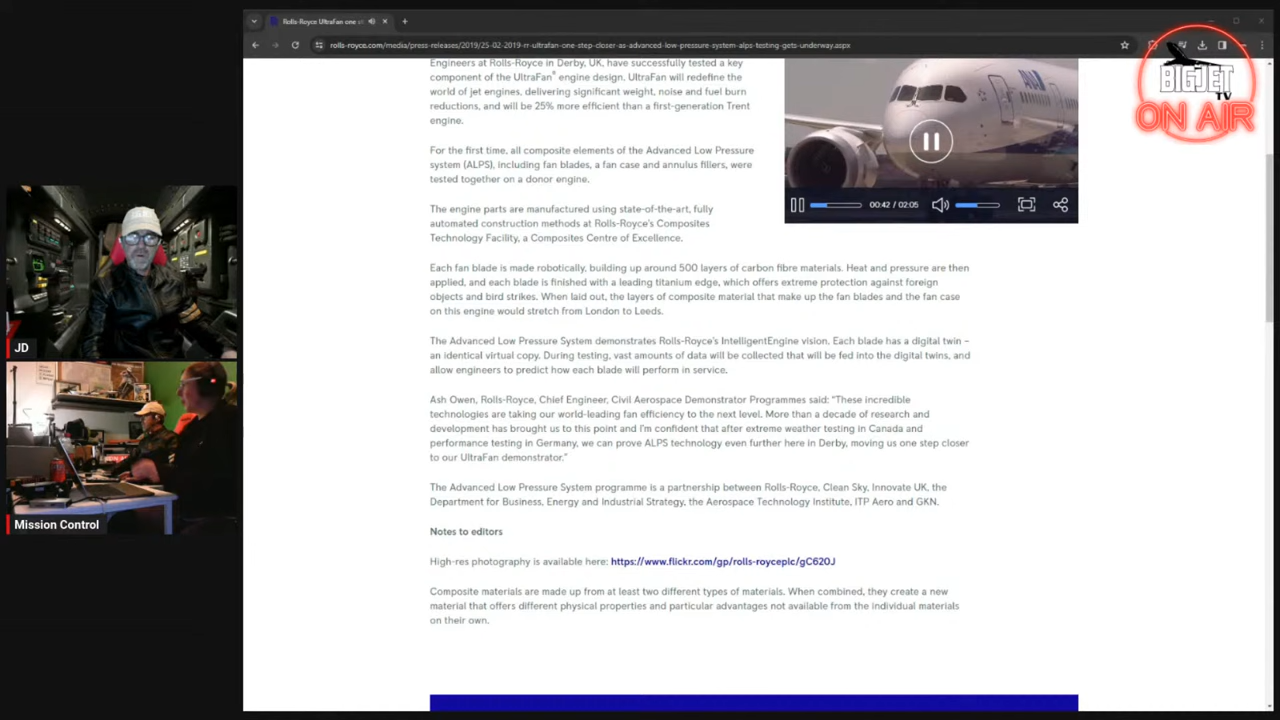 Rolls-Royce UltraFan one st
rolls-royce.com/media/press-releases/2019/25-02-2019-rr-ultrafan-one-step-closer-as-advanced-low-pressure-system-alps-testing-gets-underway.aspx
BIGJET
TV
ON AIR
Engineers at Rolls-Royce in Derby, UK, have successfully tested a key
component of the UltraFan® engine design. UltraFan will redefine the
world of jet engines, delivering significant weight, noise and fuel burn
reductions, and will be 25% more efficient than a first-generation Trent
engine.
For the first time, all composite elements of the Advanced Low Pressure
system (ALPS), including fan blades, a fan case and annulus fillers, were
tested together on a donor engine.
The engine parts are manufactured using state-of-the-art, fully
automated construction methods at Rolls-Royce's Composites
Technology Facility, a Composites Centre of Excellence.
00:42 / 02:05
Each fan blade is made robotically, building up around 500 layers of carbon fibre materials. Heat and pressure are then
applied, and each blade is finished with a leading titanium edge, which offers extreme protection against foreign
objects and bird strikes. When laid out, the layers of composite material that make up the fan blades and the fan case
on this engine would stretch from London to Leeds.
The Advanced Low Pressure System demonstrates Rolls-Royce's IntelligentEngine vision. Each blade has a digital twin –
an identical virtual copy. During testing, vast amounts of data will be collected that will be fed into the digital twins, and
allow engineers to predict how each blade will perform in service.
Ash Owen, Rolls-Royce, Chief Engineer, Civil Aerospace Demonstrator Programmes said: "These incredible
technologies are taking our world-leading fan efficiency to the next level. More than a decade of research and
development has brought us to this point and I'm confident that after extreme weather testing in Canada and
performance testing in Germany, we can prove ALPS technology even further here in Derby, moving us one step closer
to our UltraFan demonstrator."
The Advanced Low Pressure System programme is a partnership between Rolls-Royce, Clean Sky, Innovate UK, the
Department for Business, Energy and Industrial Strategy, the Aerospace Technology Institute, ITP Aero and GKN.
Notes to editors
High-res photography is available here: https://www.flickr.com/gp/rolls-royceplc/gC620J
Composite materials are made up from at least two different types of materials. When combined, they create a new
material that offers different physical properties and particular advantages not available from the individual materials
on their own.
JD
Mission Control